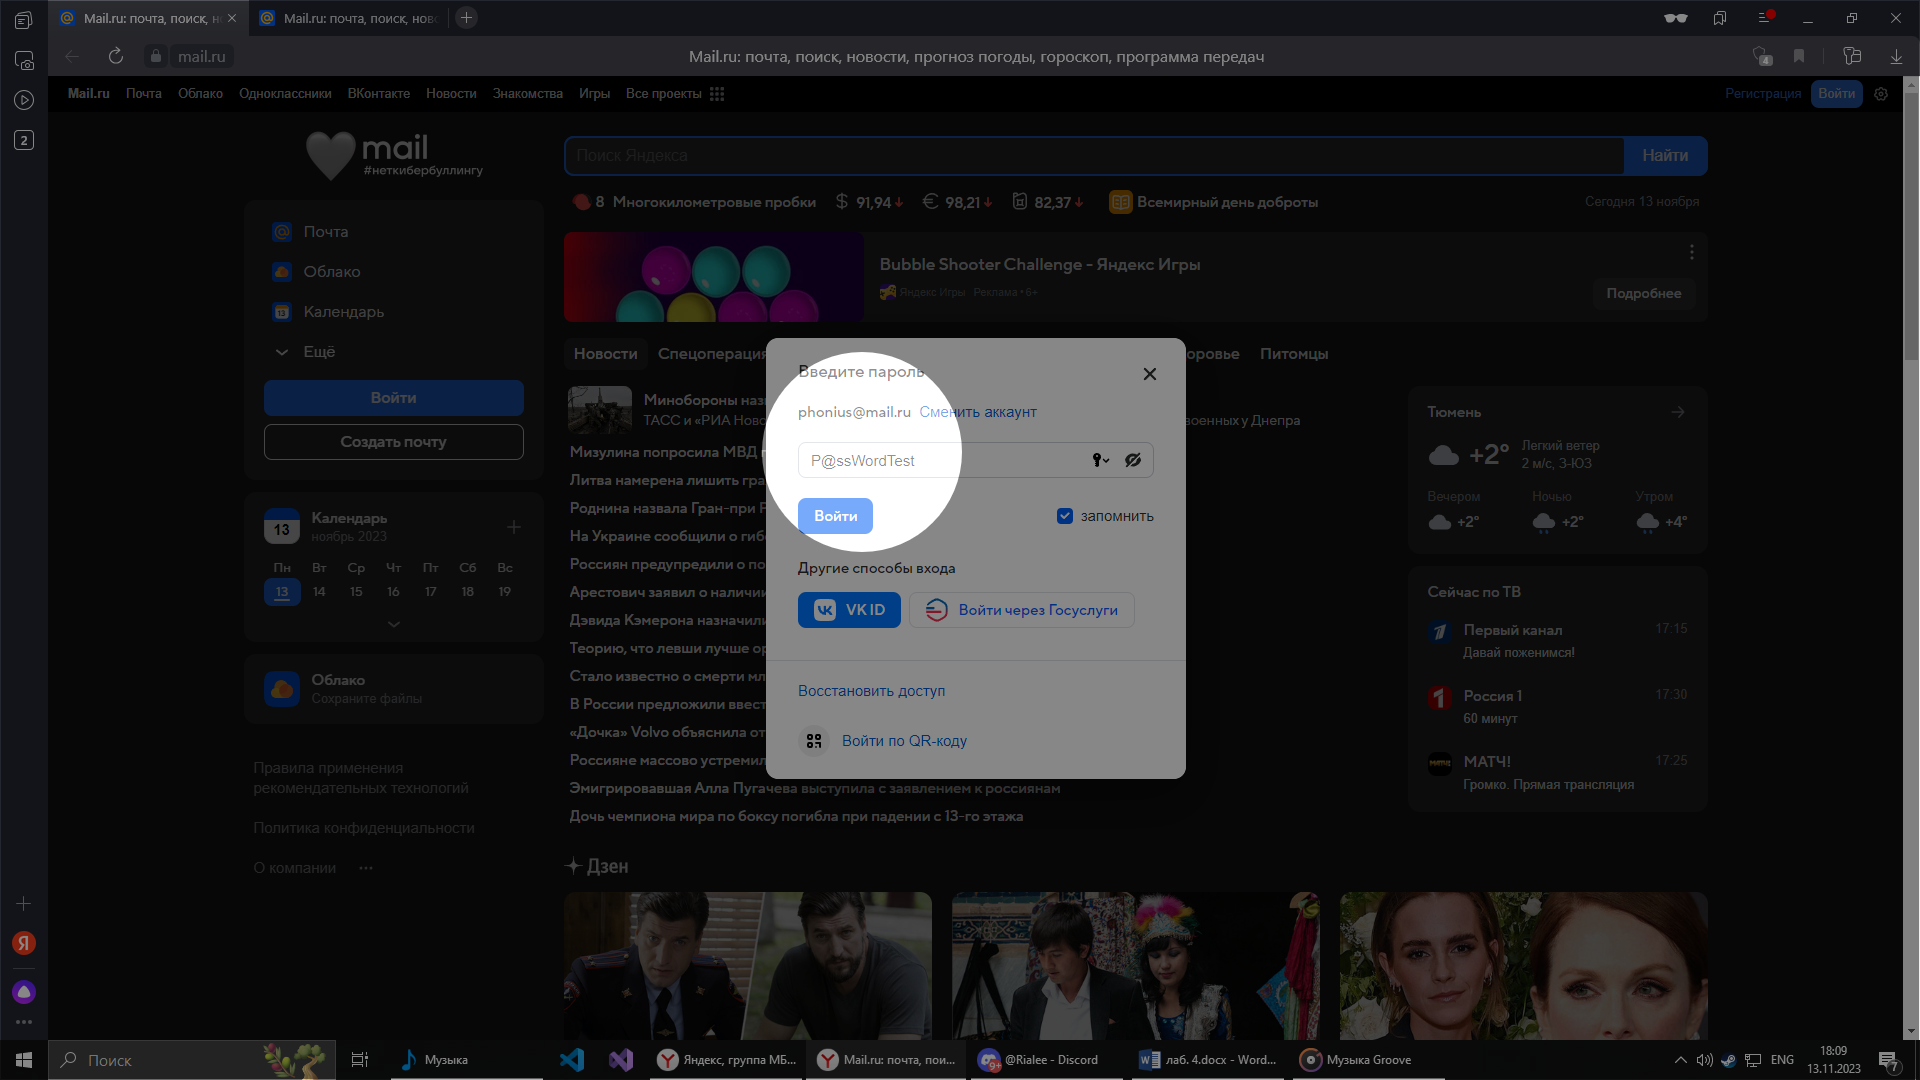 Mail.ru: почта, поиск, н
Mail.ru: почта, поиск, нов
mail.ru
Mail.ru: почта, поиск, новости, прогноз погоды, гороскоп, программа передач
4
2
Mail.ru Почта Облако Одноклассники ВКонтакте Новости Знакомства Игры Все проекты
Регистрация Войти
mail
#неткибербуллингу
Поиск Яндекса
Найти
8 Многокилометровые пробки $ 91,94 € 98,21 82,37 Всемирный день доброты
Сегодня 13 ноября
Почта
Облако
Календарь
Ещё
Войти
Создать почту
Bubble Shooter Challenge - Яндекс Игры
Яндекс Игры Реклама • 6+
Подробнее
Новости Спецоперация
оровье Питомцы
Минобороны наз
ТАСС и «РИА Ново
военных у Днепра
Мизулина попросила МВД
Литва намерена лишить гра
Роднина назвала Гран-при
На Украине сообщили о гиб
Россиян предупредили о по
Арестович заявил о наличи
Дэвида Кэмерона назначили
Теорию, что левши лучше ор
Стало известно о смерти мл
В России предложили ввест
«Дочка» Volvo объяснила от
Россияне массово устремил
Эмигрировавшая Алла Пугачева выступила с заявлением к россиянам
Дочь чемпиона мира по боксу погибла при падении с 13-го этажа
Введите пароль
phonius@mail.ru Сменить аккаунт
P@ssWordTest
Войти
запомнить
Другие способы входа
VK ID
Войти через Госуслуги
Восстановить доступ
Войти по QR-коду
13
Календарь
ноябрь 2023
Пн Вт Ср Чт Пт Сб Вс
13 14 15 16 17 18 19
Облако
Сохраните файлы
Правила применения
рекомендательных технологий
Политика конфиденциальности
О компании
Тюмень
+2°
Легкий ветер
2 м/с, З-ЮЗ
Вечером Ночью Утром
+2° +2° +4°
Сейчас по ТВ
Первый канал 17:15
Давай поженимся!
Россия 1 17:30
60 минут
МАТЧ! 17:25
Громко. Прямая трансляция
Дзен
Я
Поиск
Музыка
Яндекс, группа МБ...
Mail.ru: почта, пои...
9+
@Rialee - Discord
лаб. 4.docx - Word...
Музыка Groove
ENG
18:09
13.11.2023
7